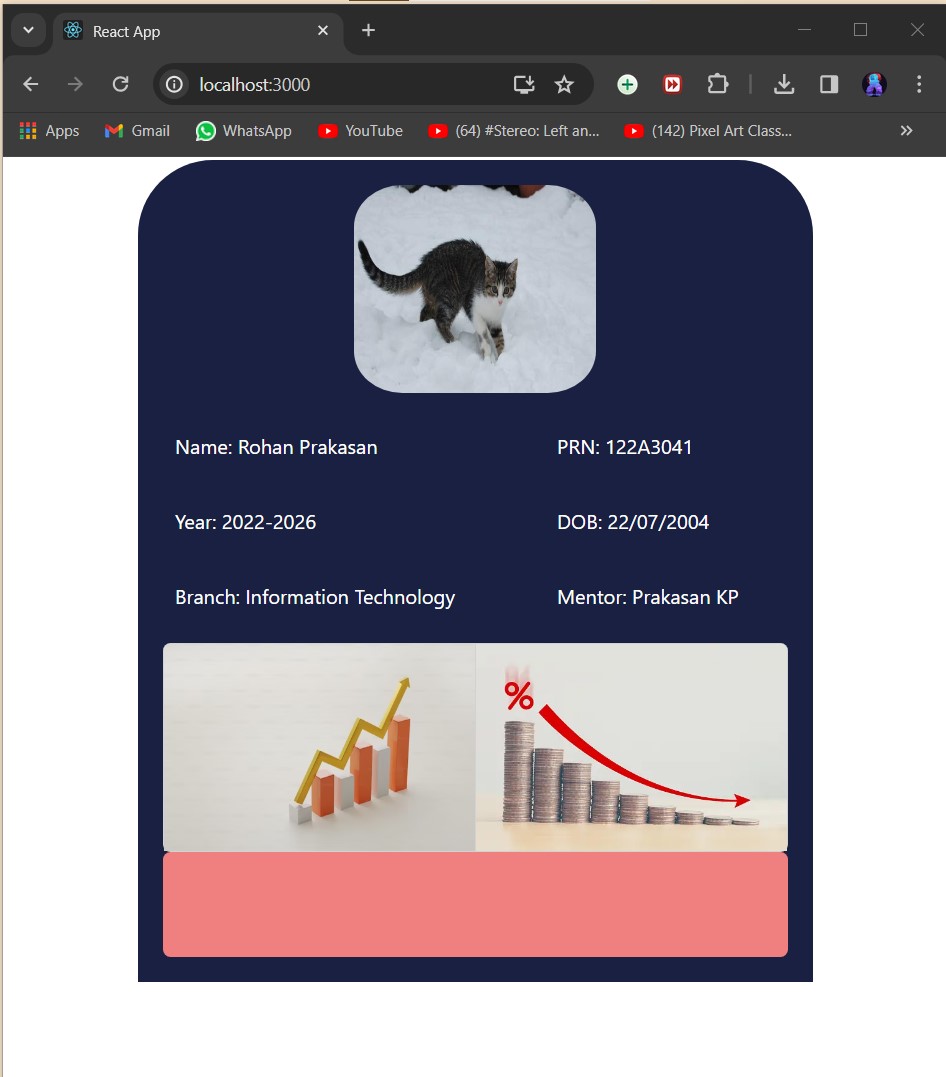 React App
localhost:3000
Apps Gmail WhatsApp YouTube (64) #Stereo: Left an... (142) Pixel Art Class...
Name: Rohan Prakasan PRN: 122A3041
Year: 2022-2026 DOB: 22/07/2004
Branch: Information Technology Mentor: Prakasan KP
%